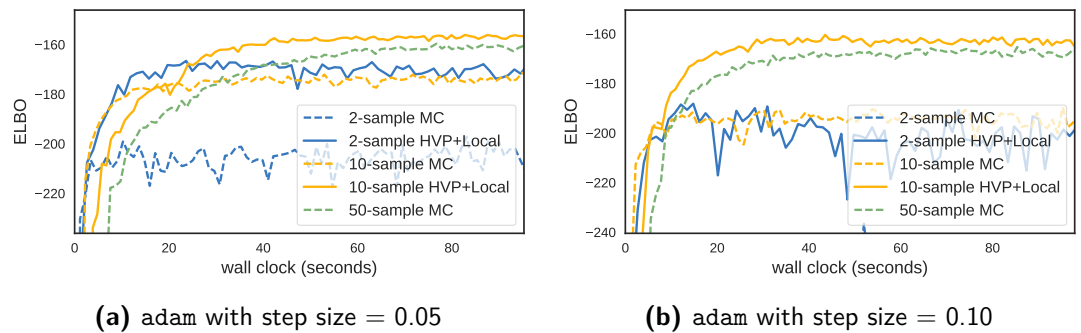 −160
−180
−200
−220
ELBO
0
20
40
60
80
wall clock (seconds)
2-sample MC
2-sample HVP+Local
10-sample MC
10-sample HVP+Local
50-sample MC
(a) adam with step size = 0.05
−160
−180
−200
−220
−240
ELBO
0
20
40
60
80
wall clock (seconds)
2-sample MC
2-sample HVP+Local
10-sample MC
10-sample HVP+Local
50-sample MC
(b) adam with step size = 0.10